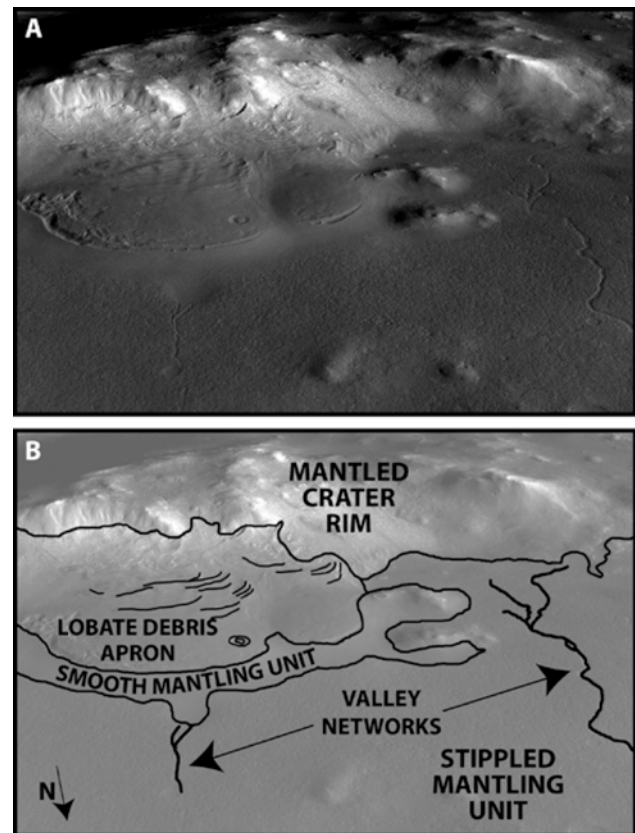 A
B
MANTLED
CRATER
RIM
LOBATE DEBRIS
APRON
SMOOTH MANTLING UNIT
VALLEY
NETWORKS
STIPPLED
MANTLING
UNIT
N